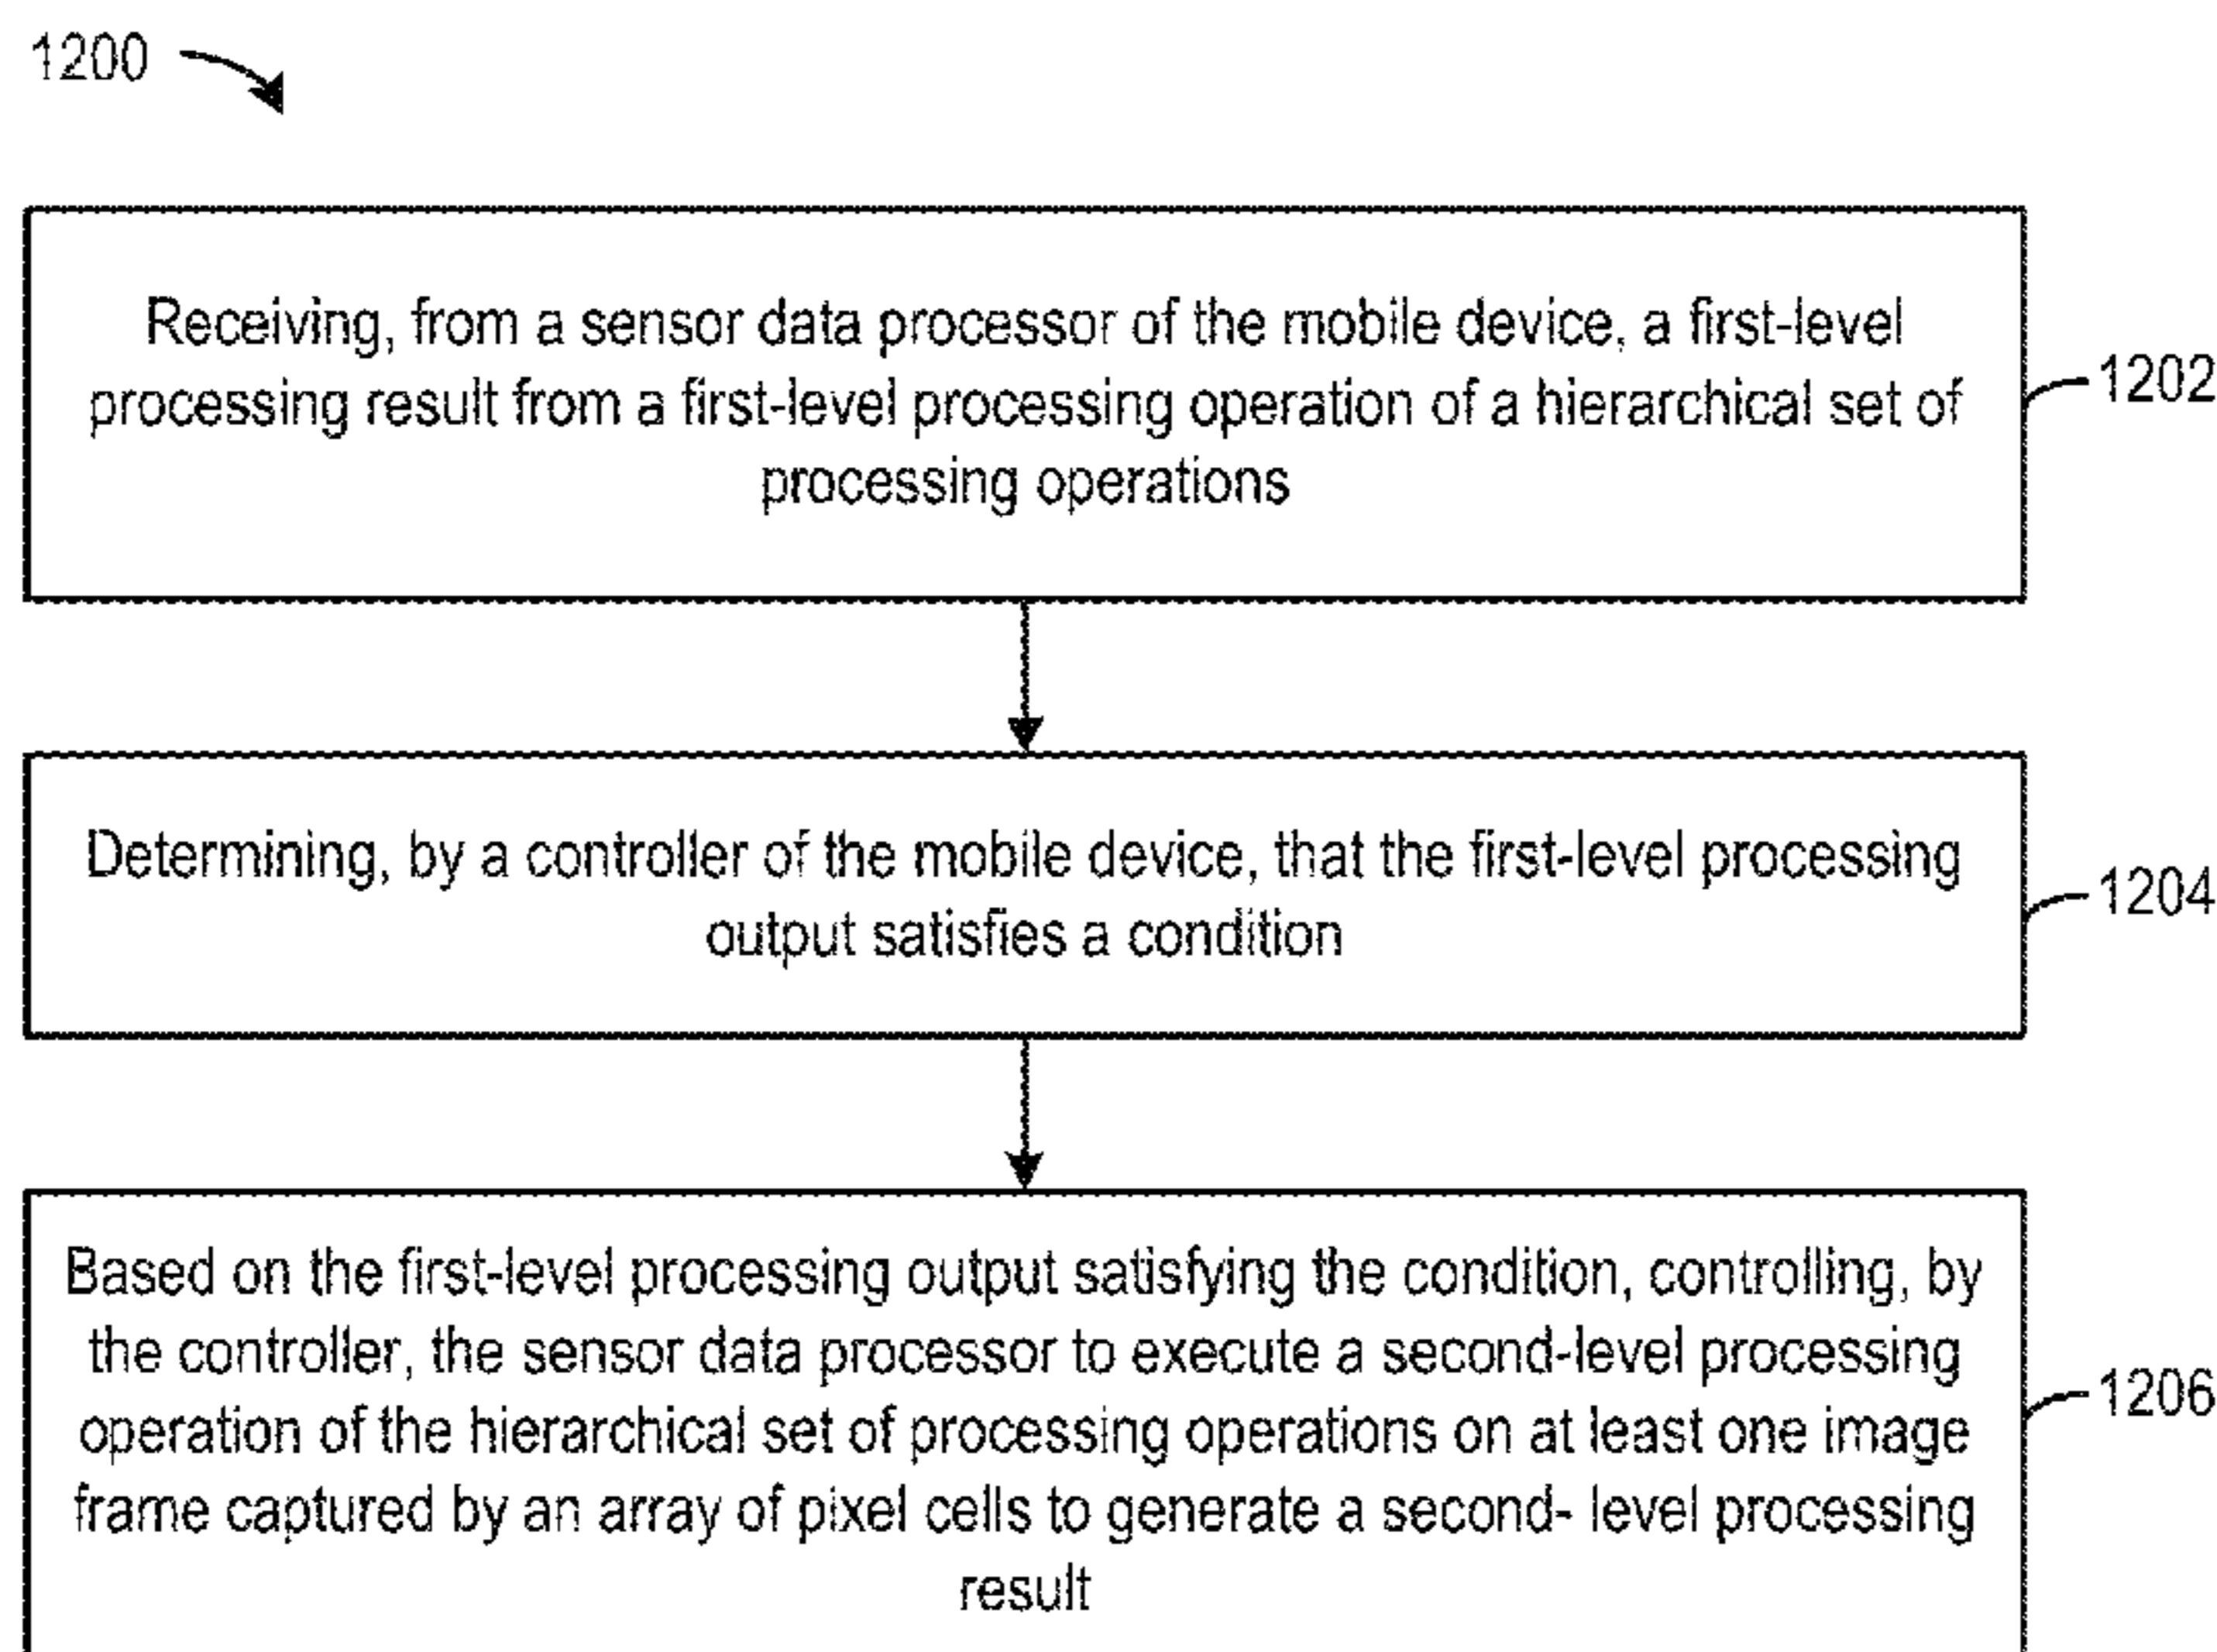 1200
Receiving, from a sensor data processor of the mobile device, a first-level
processing result from a first-level processing operation of a hierarchical set of
processing operations
1202
Determining, by a controller of the mobile device, that the first-level processing
output satisfies a condition
1204
Based on the first-level processing output satisfying the condition, controlling, by
the controller, the sensor data processor to execute a second-level processing
operation of the hierarchical set of processing operations on at least one image
frame captured by an array of pixel cells to generate a second- level processing
result
1206